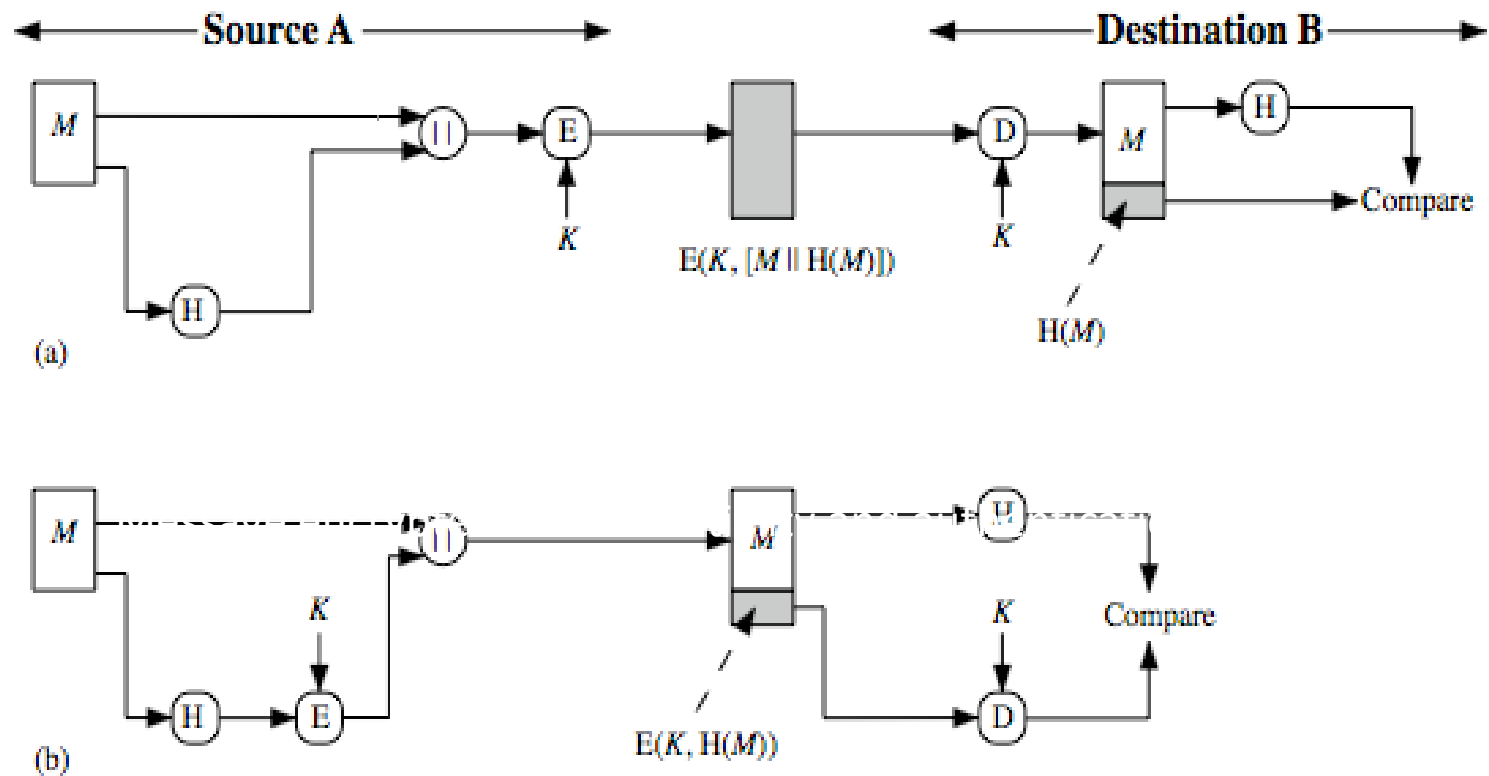 Source A
Destination B
M
||
E
D
M
H
K
K
Compare
E(K, [M || H(M)])
H
H(M)
(a)
M
||
M
H
K
K
Compare
H
E
D
E(K, H(M))
(b)